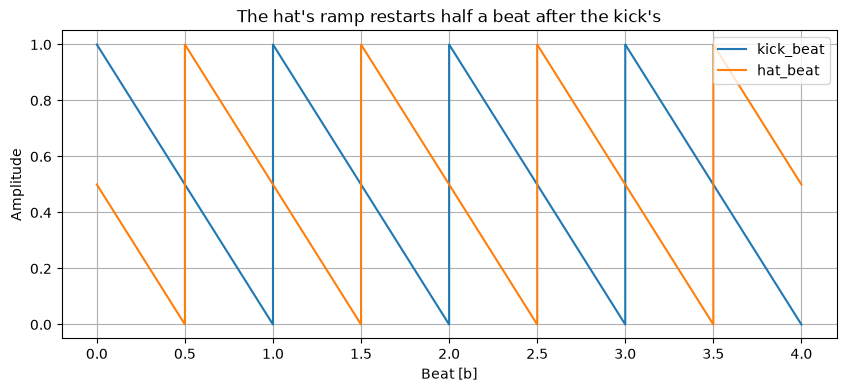 The hat's ramp restarts half a beat after the kick's
kick_beat
hat_beat
Amplitude
1.0
0.8
0.6
0.4
0.2
0.0
0.0 0.5 1.0 1.5 2.0 2.5 3.0 3.5 4.0
Beat [b]